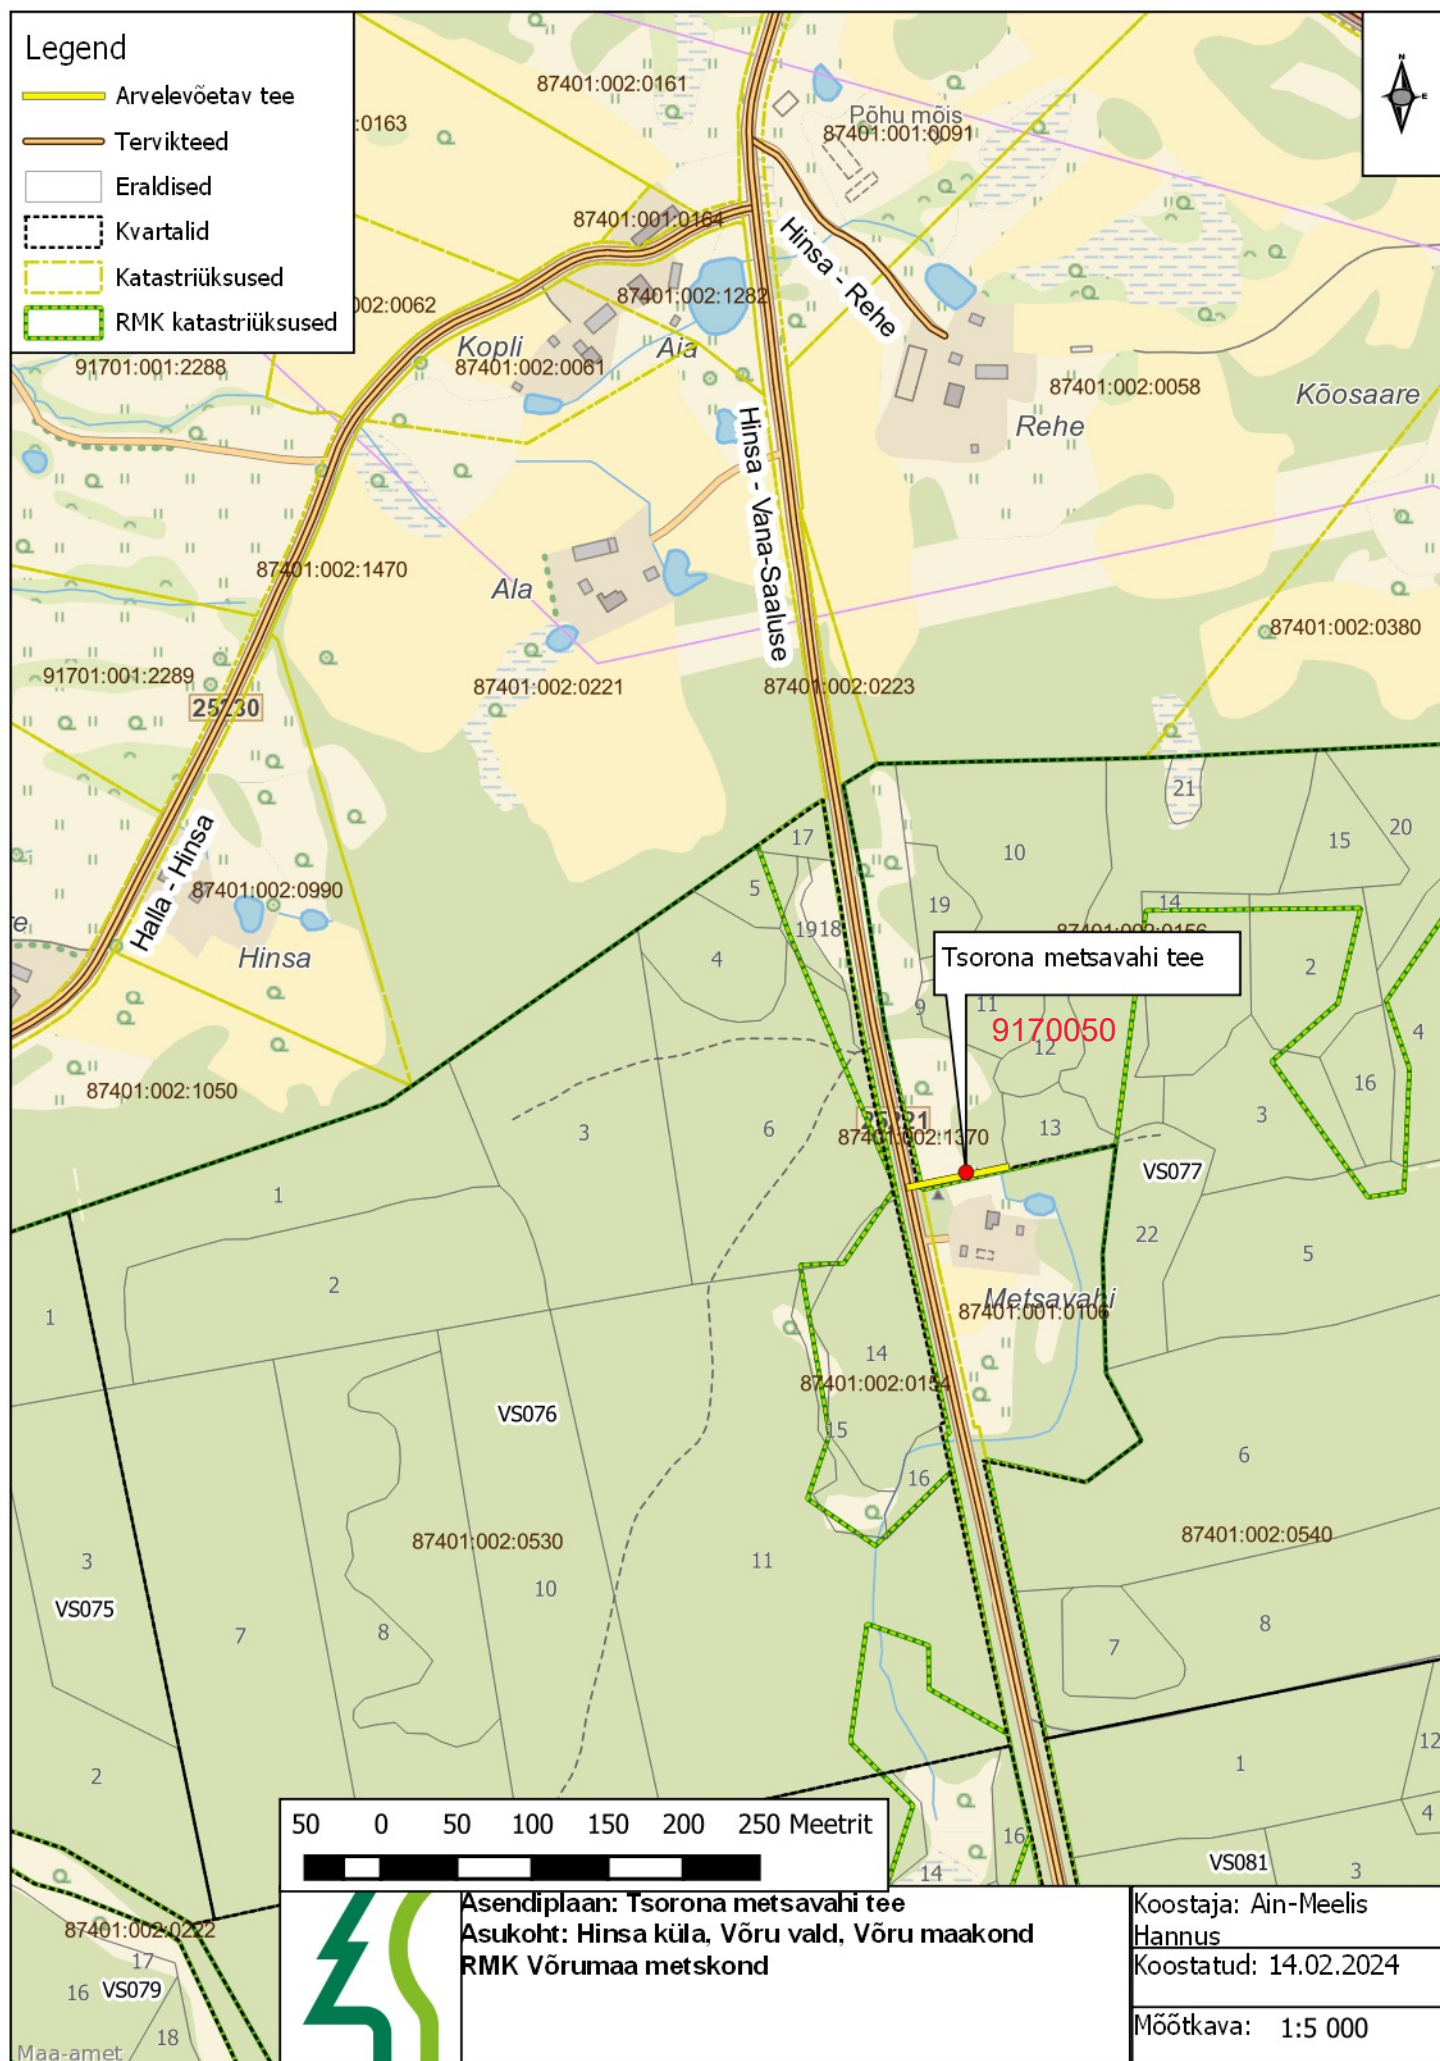 Legend
Arvelevõetav tee
Tervikteed
Eraldised
Kvartalid
Katastriüksused
RMK katastriüksused
N
E
87401:002:0161
:0163
Põhu mõis
87401:001:0091
87401:001:0164
Hinsa - Rehe
87401:002:1282
002:0062
Kopli
Aia
87401:002:0061
91701:001:2288
87401:002:0058
Kõosaare
Rehe
Hinsa - Vana-Saaluse
87401:002:1470
Ala
87401:002:0380
91701:001:2289
87401:002:0221
87401:002:0223
25230
21
Halla - Hinsa
17
10
15
20
87401:002:0990
5
19
14
re
Hinsa
1918
87401:002:0156
4
Tsorona metsavahi tee
2
9
11
9170050
12
4
87401:002:1050
16
3
6
25221
87401:002:1370
13
3
VS077
1
22
5
2
1
Metsavahi
87401:001:0106
14
87401:002:0154
VS076
15
16
6
87401:002:0530
87401:002:0540
3
10
11
VS075
7
8
7
8
2
1
12
4
50 0 50 100 150 200 250 Meetrit
16
14
VS081
3
87401:002:0222
17
16
VS079
18
Maa-amet
Asendiplaan: Tsorona metsavahi tee
Asukoht: Hinsa küla, Võru vald, Võru maakond
RMK Võrumaa metskond
Koostaja: Ain-Meelis
Hannus
Koostatud: 14.02.2024
Mõõtkava: 1:5 000